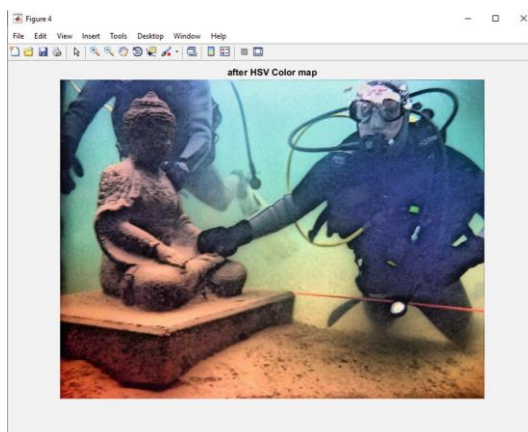 Figure 4
File Edit View Insert Tools Desktop Window Help
after HSV Color map